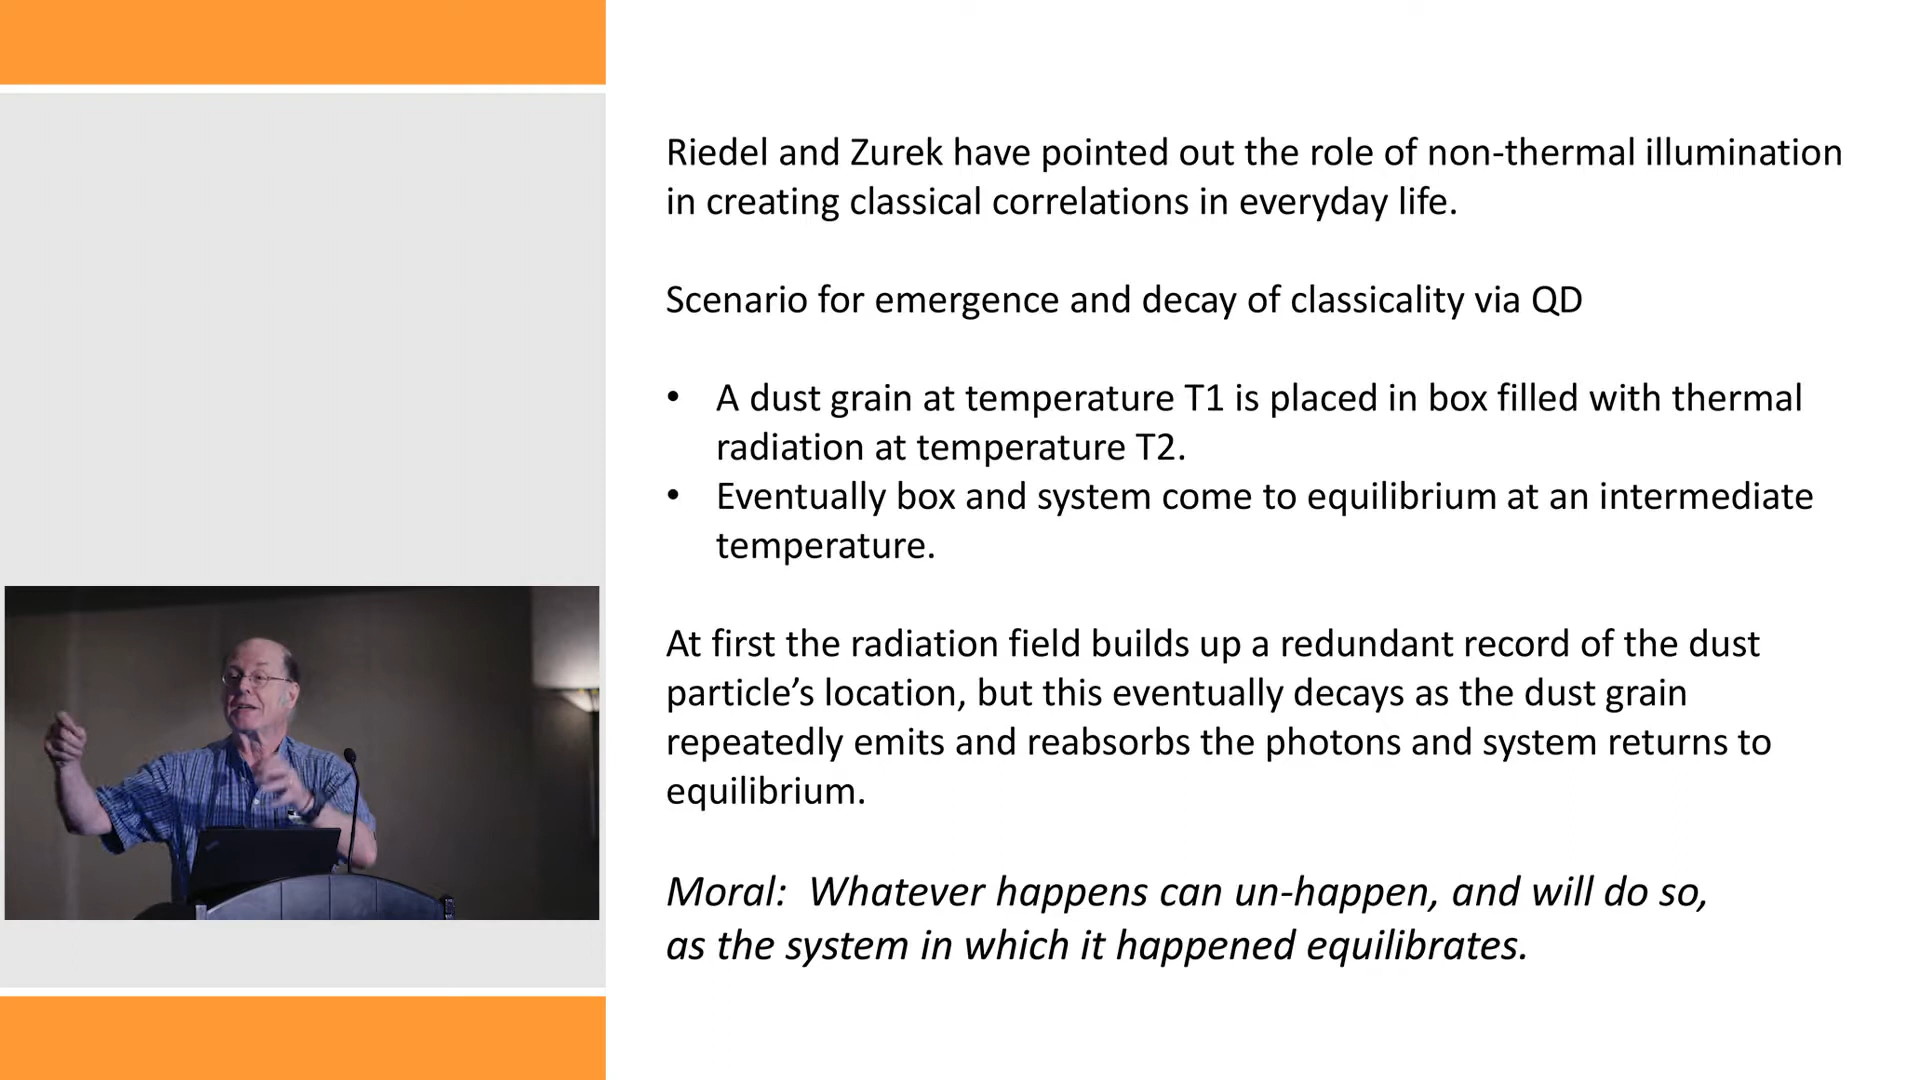 Riedel and Zurek have pointed out the role of non-thermal illumination
in creating classical correlations in everyday life.
Scenario for emergence and decay of classicality via QD
• A dust grain at temperature T1 is placed in box filled with thermal
radiation at temperature T2.
• Eventually box and system come to equilibrium at an intermediate
temperature.
At first the radiation field builds up a redundant record of the dust
particle’s location, but this eventually decays as the dust grain
repeatedly emits and reabsorbs the photons and system returns to
equilibrium.
Moral:  Whatever happens can un-happen, and will do so,
as the system in which it happened equilibrates.